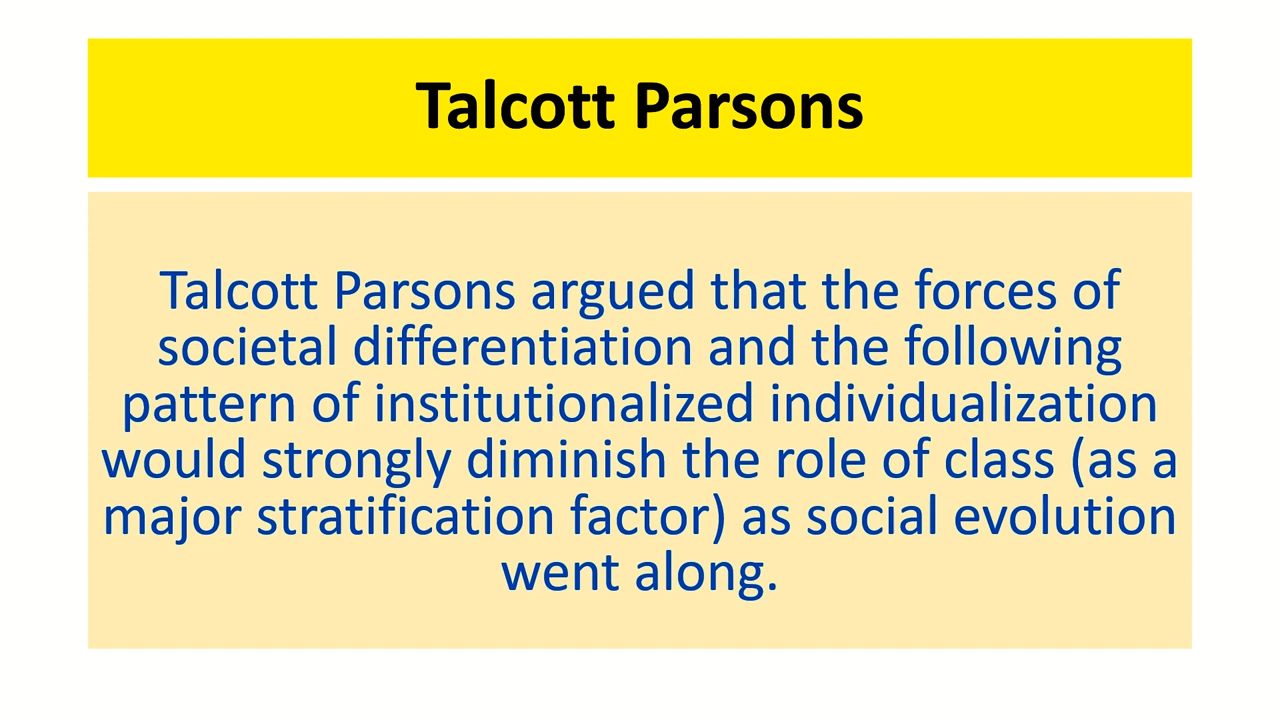 Talcott Parsons
Talcott Parsons argued that the forces of
societal differentiation and the following
pattern of institutionalized individualization
would strongly diminish the role of class (as a
major stratification factor) as social evolution
went along.